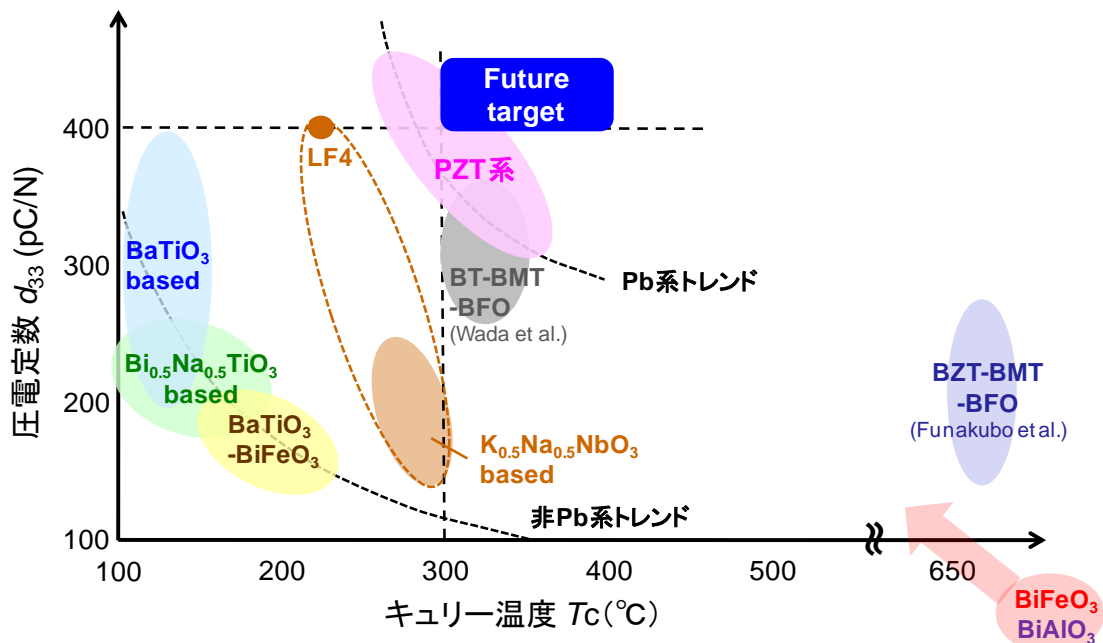 圧電定数 d₃₃ (pC/N)
400
300
200
100
Future
target
LF4
PZT系
BaTiO₃
based
BT-BMT
-BFO
(Wada et al.)
Pb系トレンド
Bi₀.₅Na₀.₅TiO₃
based
BaTiO₃
-BiFeO₃
K₀.₅Na₀.₅NbO₃
based
BZT-BMT
-BFO
(Funakubo et al.)
非Pb系トレンド
100
200
300
400
500
650
キュリー温度 Tc(℃)
BiFeO₃
BiAlO₃